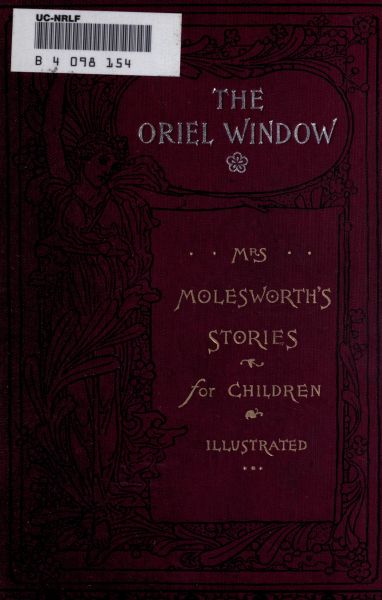 UC-NRLF
B 4 098 154
THE
ORIEL WINDOW
MRS
MOLESWORTH'S
STORIES
for CHILDREN
ILLUSTRATED